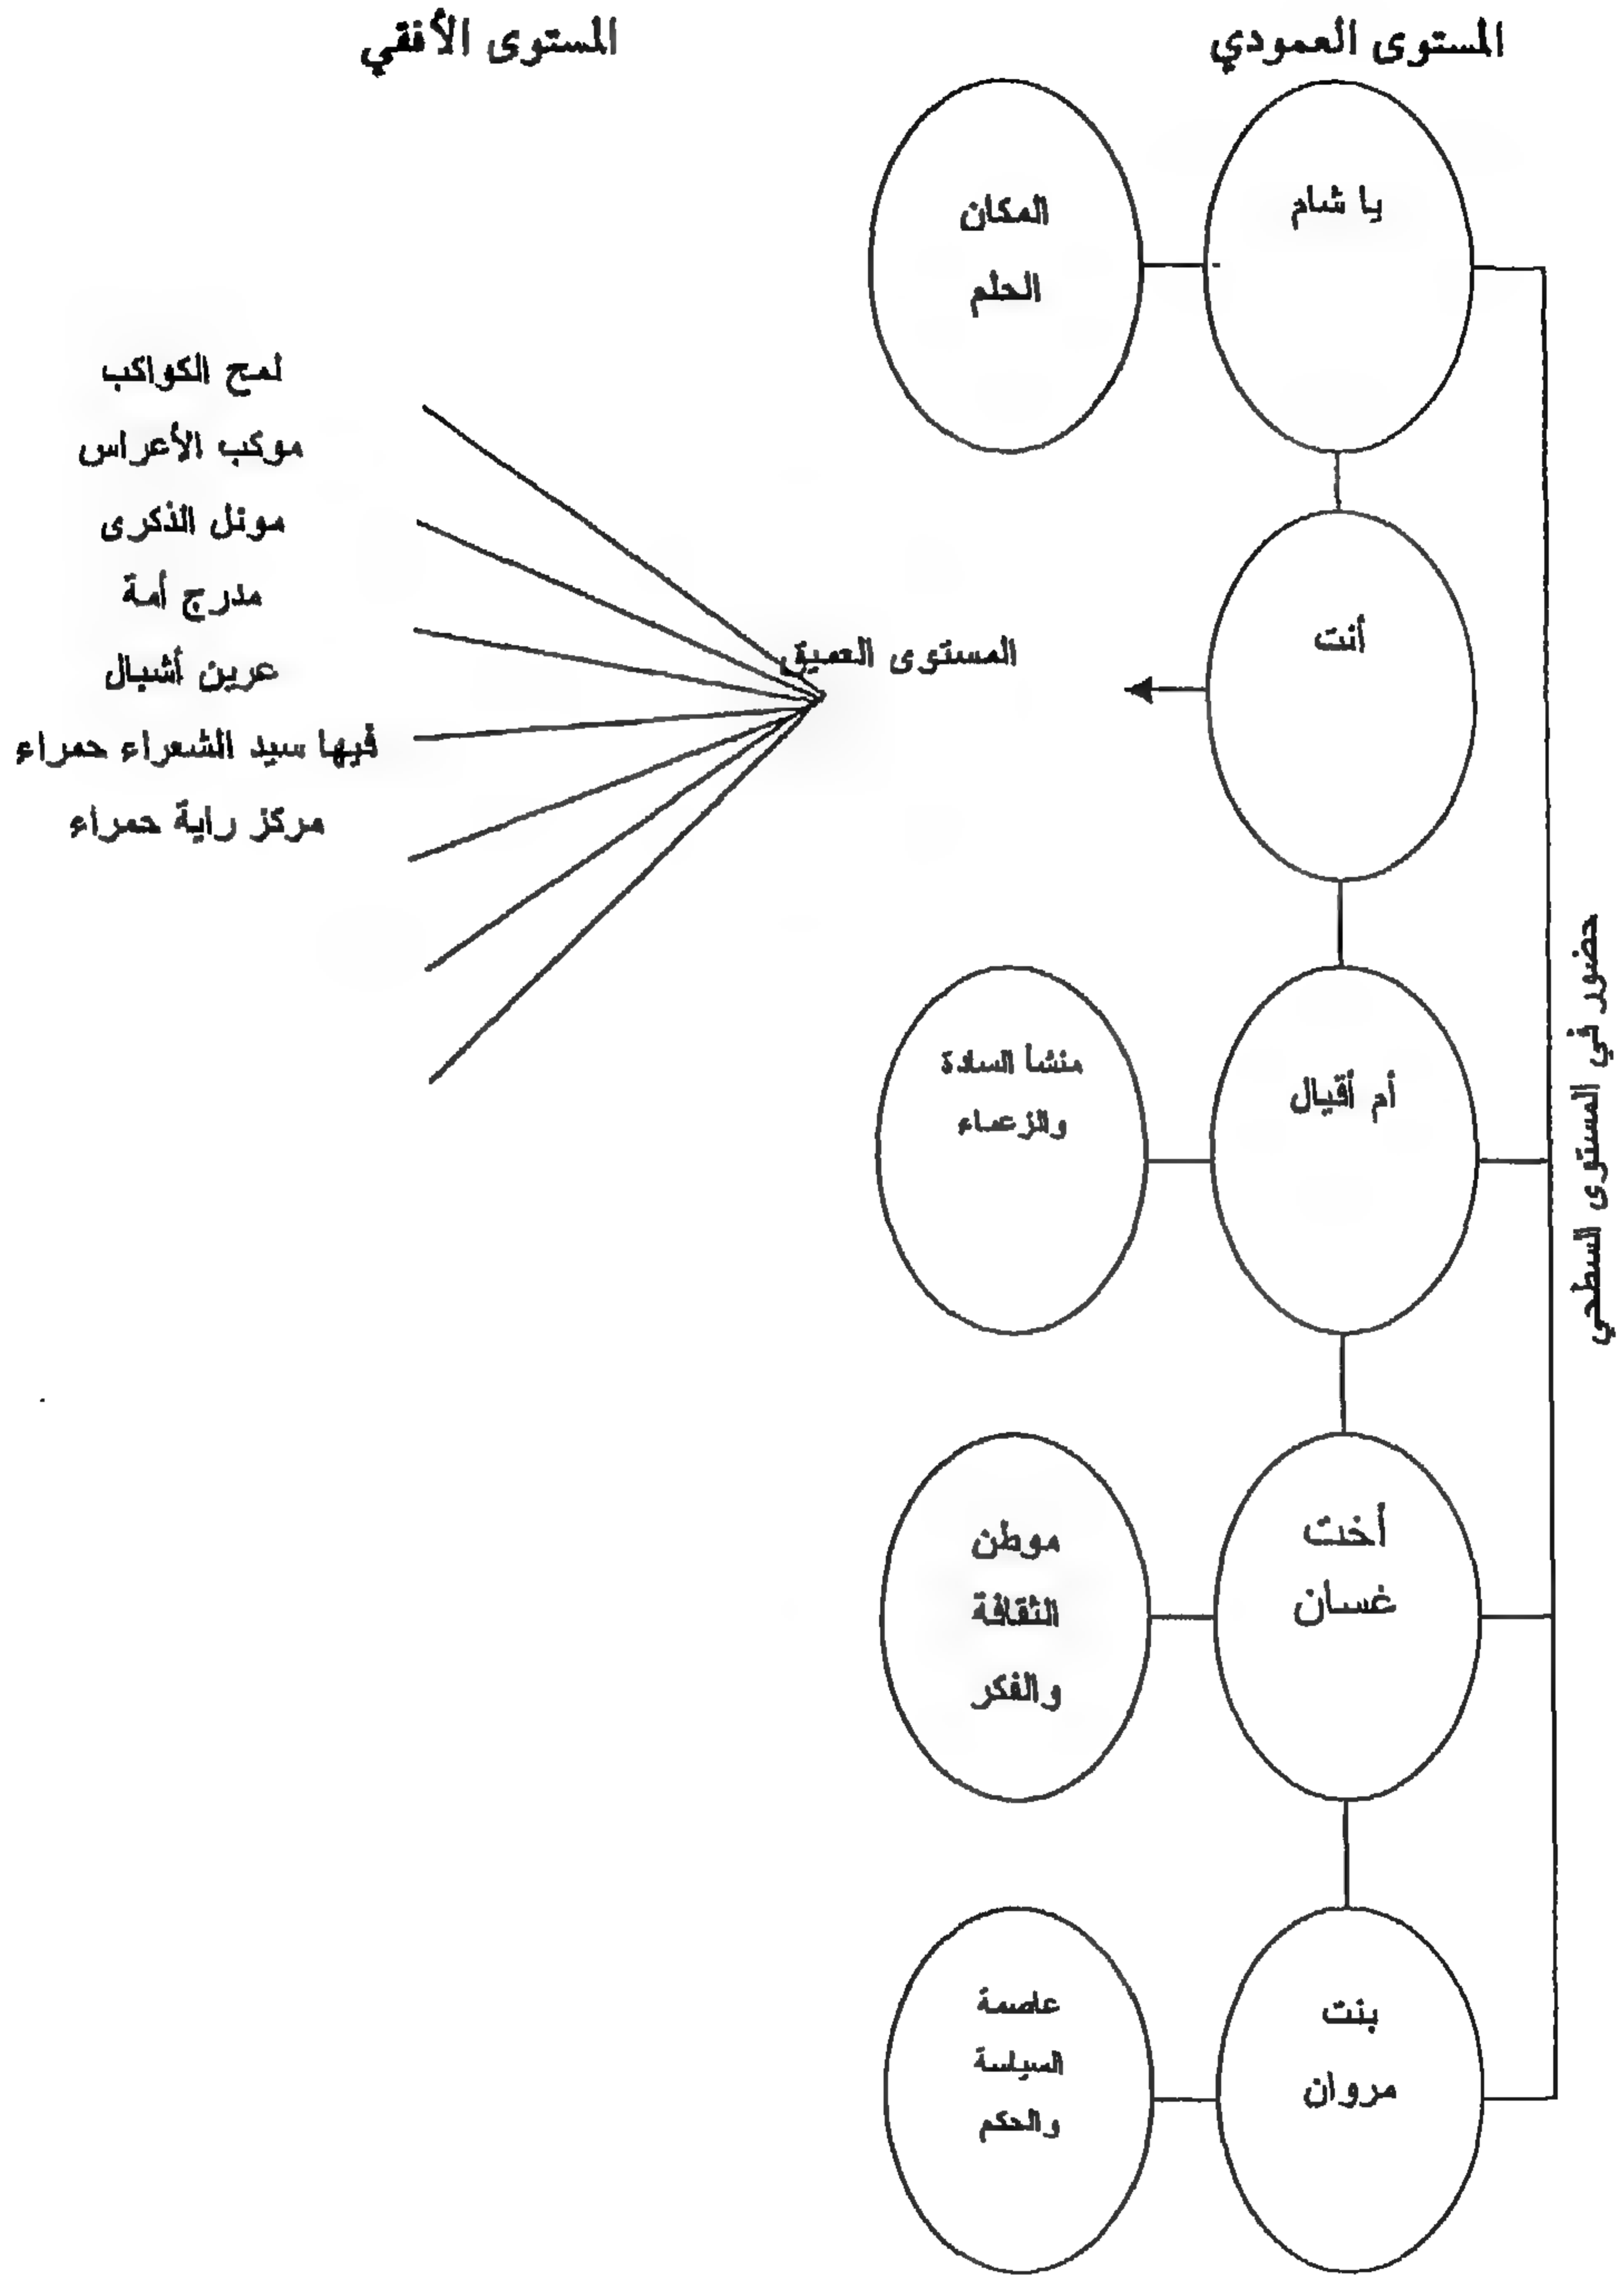 المستوى العمودي
المستوى الأفقي
يا شام
المكان
الحلم
أنت
المستوى العميق
لمح الكواكب
موكب الأعراس
موئل الذكرى
مدرج أمة
عرين أشبال
فيها سيد الشعراء حمراء
مركز راية حمراء
أم أقيال
منشأ السادة
والزعماء
أخت
غسان
موطن
الثقافة
والفكر
بنت
مروان
عاصمة
السياسة
والحكم
حضور في المستوى السطحي